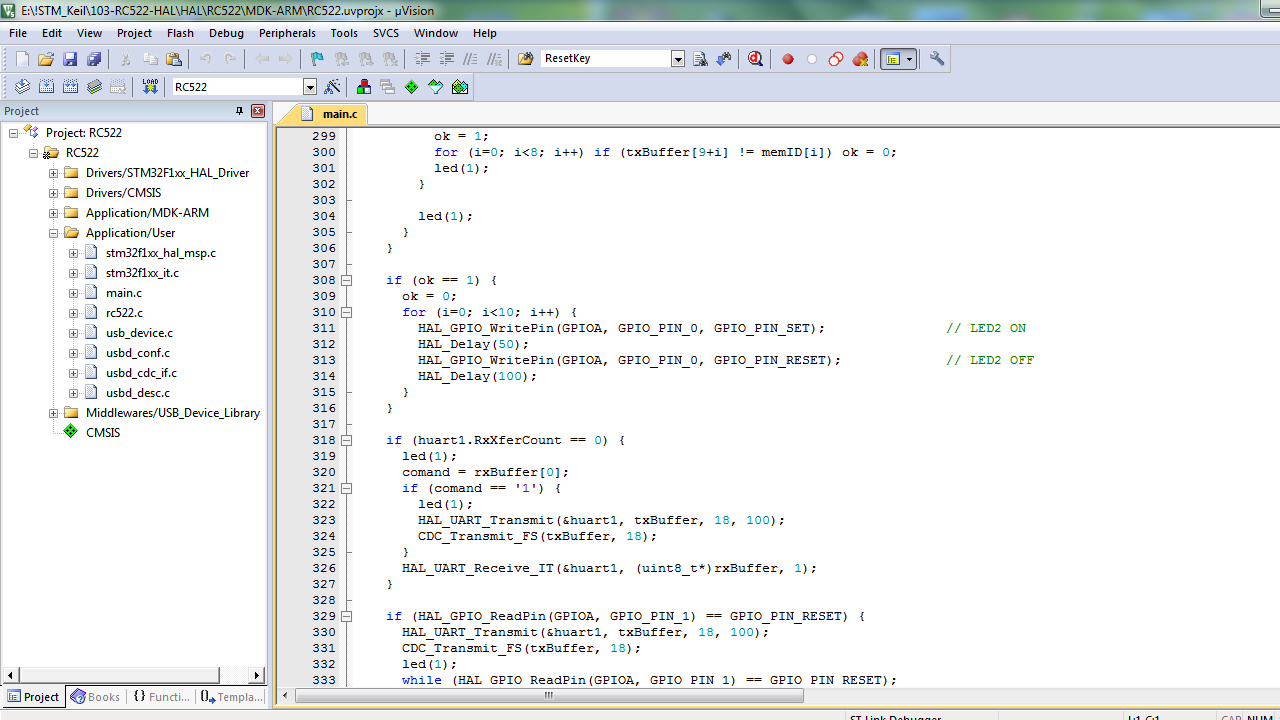 E:\!STM_Keil\103-RC522-HAL\HAL\RC522\MDK-ARM\RC522.uvprojx - µVision
File Edit View Project Flash Debug Peripherals Tools SVCS Window Help
ResetKey
LOAD RC522
Project
main.c
Project: RC522
RC522
Drivers/STM32F1xx_HAL_Driver
Drivers/CMSIS
Application/MDK-ARM
Application/User
stm32f1xx_hal_msp.c
stm32f1xx_it.c
main.c
rc522.c
usb_device.c
usbd_conf.c
usbd_cdc_if.c
usbd_desc.c
Middlewares/USB_Device_Library
CMSIS
299 ok = 1;
300 for (i=0; i<8; i++) if (txBuffer[9+i] != memID[i]) ok = 0;
301 led(1);
302 }
303
304 led(1);
305 }
306 }
307
308 if (ok == 1) {
309 ok = 0;
310 for (i=0; i<10; i++) {
311 HAL_GPIO_WritePin(GPIOA, GPIO_PIN_0, GPIO_PIN_SET); // LED2 ON
312 HAL_Delay(50);
313 HAL_GPIO_WritePin(GPIOA, GPIO_PIN_0, GPIO_PIN_RESET); // LED2 OFF
314 HAL_Delay(100);
315 }
316 }
317
318 if (huart1.RxXferCount == 0) {
319 led(1);
320 comand = rxBuffer[0];
321 if (comand == '1') {
322 led(1);
323 HAL_UART_Transmit(&huart1, txBuffer, 18, 100);
324 CDC_Transmit_FS(txBuffer, 18);
325 }
326 HAL_UART_Receive_IT(&huart1, (uint8_t*)rxBuffer, 1);
327 }
328
329 if (HAL_GPIO_ReadPin(GPIOA, GPIO_PIN_1) == GPIO_PIN_RESET) {
330 HAL_UART_Transmit(&huart1, txBuffer, 18, 100);
331 CDC_Transmit_FS(txBuffer, 18);
332 led(1);
333 while (HAL_GPIO_ReadPin(GPIOA, GPIO_PIN_1) == GPIO_PIN_RESET);
Project Books {} Functi... Templa...
ST-Link Debugger L:1 C:1 CAP NUM